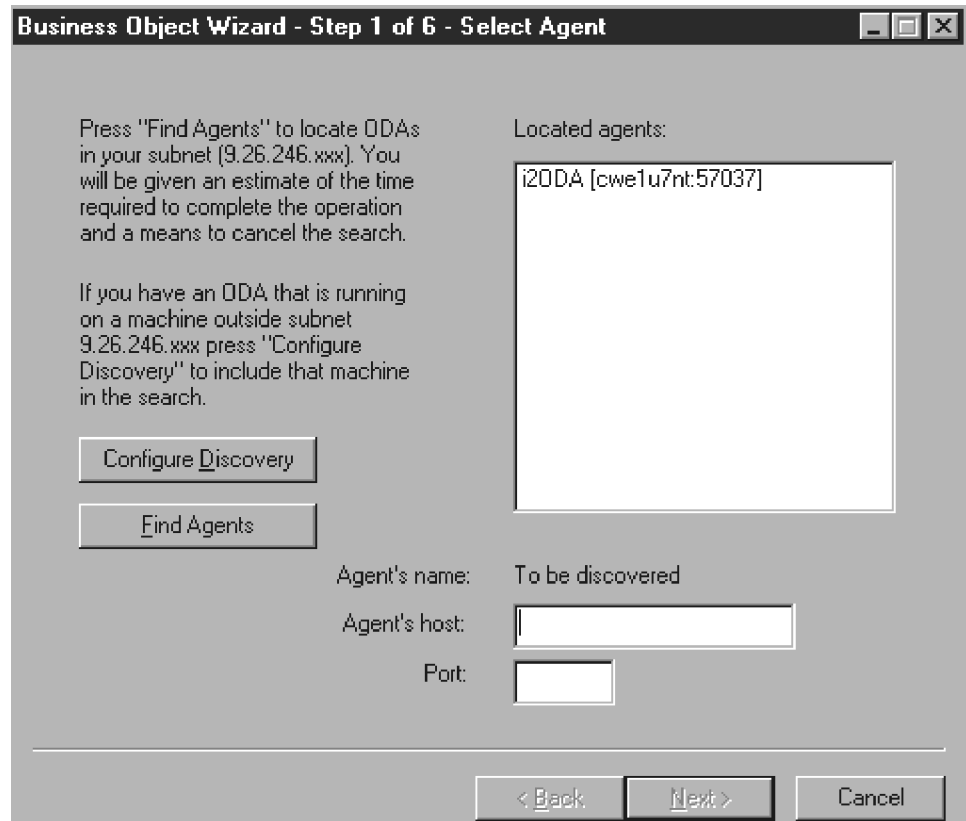 Business Object Wizard - Step 1 of 6 - Select Agent
Press "Find Agents" to locate ODAs
in your subnet (9.26.246.xxx). You
will be given an estimate of the time
required to complete the operation
and a means to cancel the search.
If you have an ODA that is running
on a machine outside subnet
9.26.246.xxx press "Configure
Discovery" to include that machine
in the search.
Configure Discovery
Find Agents
Located agents:
i2ODA [cwe1u7nt:57037]
Agent's name: To be discovered
Agent's host:
Port:
< Back Next > Cancel